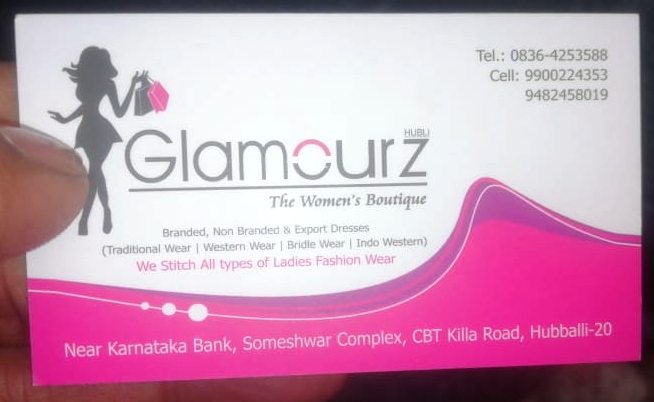 Tel.: 0836-4253588
Cell: 9900224353
9482458019
HUBLI
Glamourz
The Women's Boutique
Branded, Non Branded & Export Dresses
(Traditional Wear | Western Wear | Bridle Wear | Indo Western)
We Stitch All types of Ladies Fashion Wear
Near Karnataka Bank, Someshwar Complex, CBT Killa Road, Hubballi-20